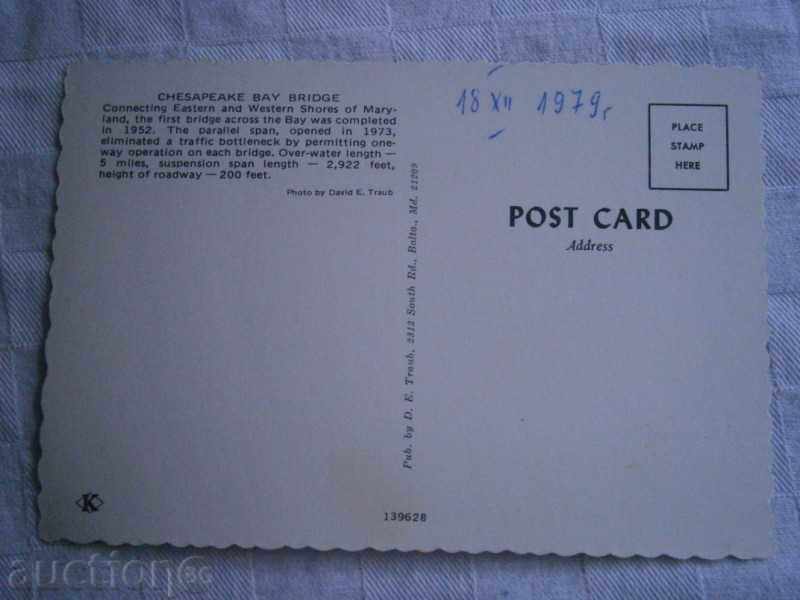 CHESAPEAKE BAY BRIDGE
Connecting Eastern and Western Shores of Mary-
land, the first bridge across the Bay was completed
in 1952. The parallel span, opened in 1973,
eliminated a traffic bottleneck by permitting one-
way operation on each bridge. Over-water length —
5 miles, suspension span length — 2,922 feet,
height of roadway — 200 feet.
Photo by David E. Traub
K
Pub. by D. E. Traub, 2312 South Rd., Balto., Md. 21209
139628
18 XII 1979г
PLACE
STAMP
HERE
POST CARD
Address
auction.bg